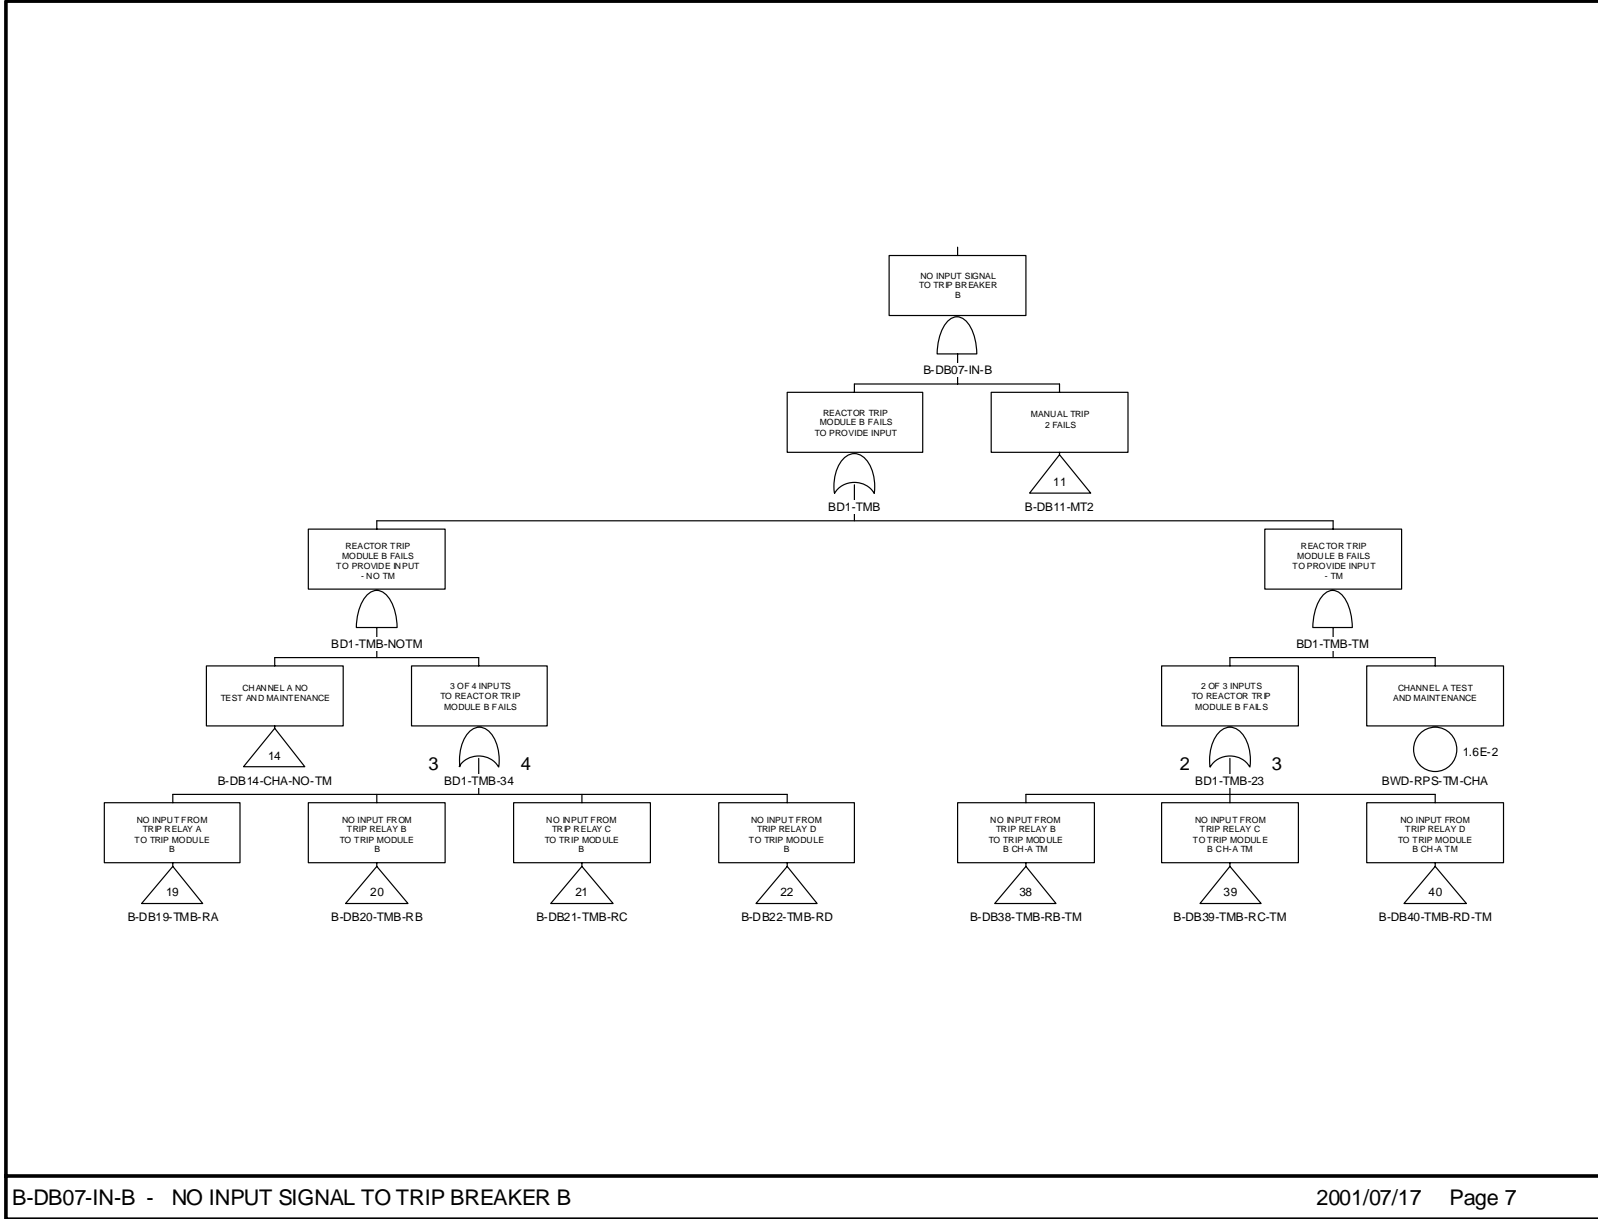 NO INPUT SIGNAL
TO TRIP BREAKER
B
B-DB07-IN-B
REACTOR TRIP
MODULE B FAILS
TO PROVIDE INPUT
BD1-TMB
MANUAL TRIP
2 FAILS
11
B-DB11-MT2
REACTOR TRIP
MODULE B FAILS
TO PROVIDE INPUT
- NO TM
BD1-TMB-NOTM
REACTOR TRIP
MODULE B FAILS
TO PROVIDE INPUT
- TM
BD1-TMB-TM
CHANNEL A NO
TEST AND MAINTENANCE
14
B-DB14-CHA-NO-TM
3 OF 4 INPUTS
TO REACTOR TRIP
MODULE B FAILS
3 4
BD1-TMB-34
2 OF 3 INPUTS
TO REACTOR TRIP
MODULE B FAILS
2 3
BD1-TMB-23
CHANNEL A TEST
AND MAINTENANCE
1.6E-2
BWD-RPS-TM-CHA
NO INPUT FROM
TRIP RELAY A
TO TRIP MODULE
B
19
B-DB19-TMB-RA
NO INPUT FROM
TRIP RELAY B
TO TRIP MODULE
B
20
B-DB20-TMB-RB
NO INPUT FROM
TRIP RELAY C
TO TRIP MODULE
B
21
B-DB21-TMB-RC
NO INPUT FROM
TRIP RELAY D
TO TRIP MODULE
B
22
B-DB22-TMB-RD
NO INPUT FROM
TRIP RELAY B
TO TRIP MODULE
B CH-A TM
38
B-DB38-TMB-RB-TM
NO INPUT FROM
TRIP RELAY C
TO TRIP MODULE
B CH-A TM
39
B-DB39-TMB-RC-TM
NO INPUT FROM
TRIP RELAY D
TO TRIP MODULE
B CH-A TM
40
B-DB40-TMB-RD-TM
B-DB07-IN-B - NO INPUT SIGNAL TO TRIP BREAKER B
2001/07/17 Page 7